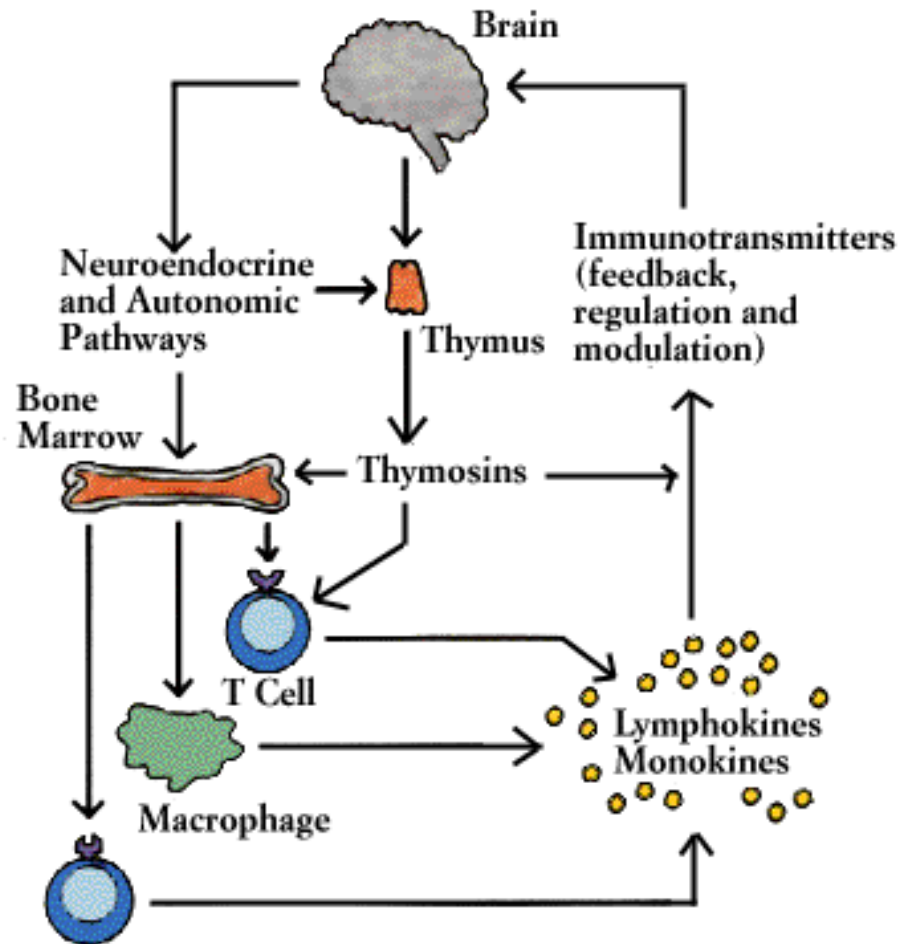 Brain
Neuroendocrine
and Autonomic
Pathways
Immunotransmitters
(feedback,
regulation and
modulation)
Thymus
Bone
Marrow
Thymosins
T Cell
Lymphokines
Monokines
Macrophage